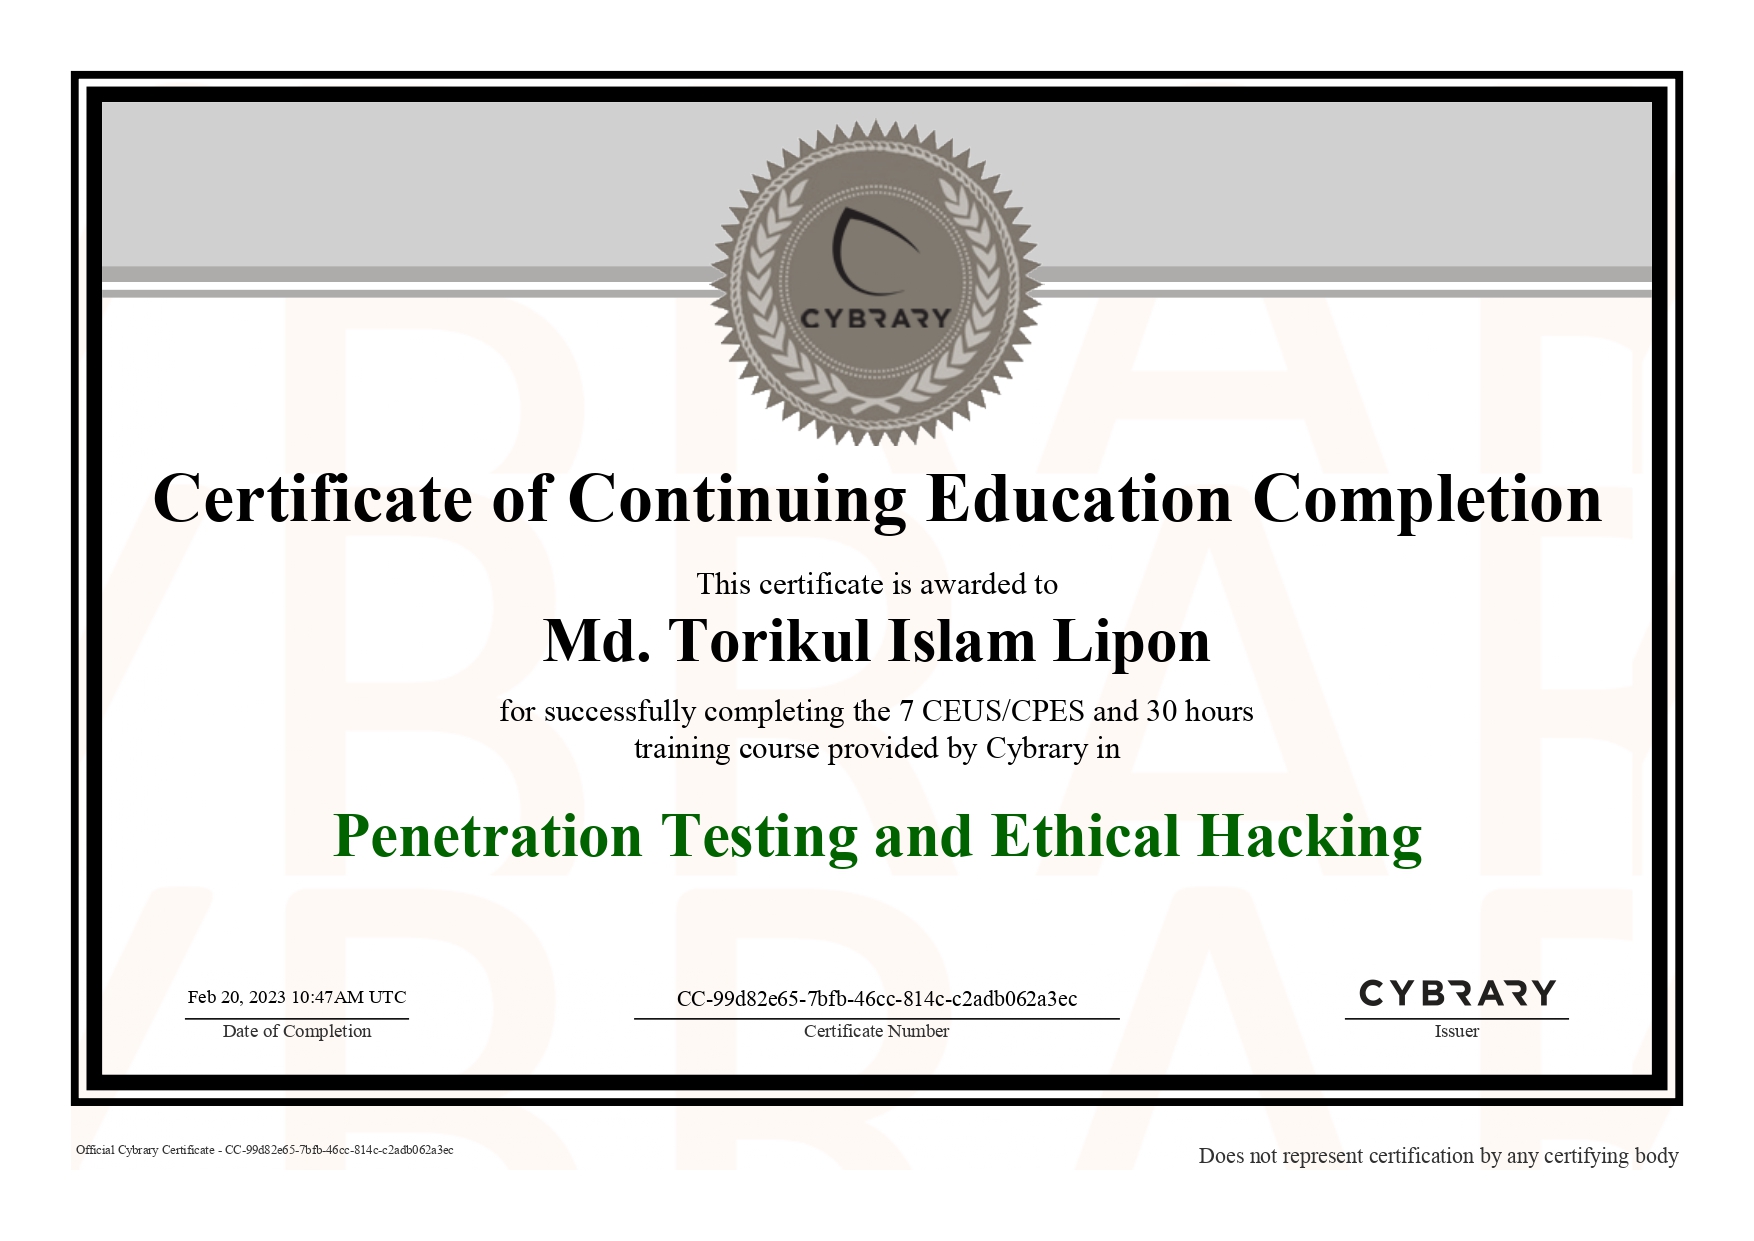 CYBRARY
Certificate of Continuing Education Completion
This certificate is awarded to
Md. Torikul Islam Lipon
for successfully completing the 7 CEUS/CPES and 30 hours
training course provided by Cybrary in
Penetration Testing and Ethical Hacking
Feb 20, 2023 10:47AM UTC
Date of Completion
CC-99d82e65-7bfb-46cc-814c-c2adb062a3ec
Certificate Number
CYBRARY
Issuer
Official Cybrary Certificate - CC-99d82e65-7bfb-46cc-814c-c2adb062a3ec
Does not represent certification by any certifying body